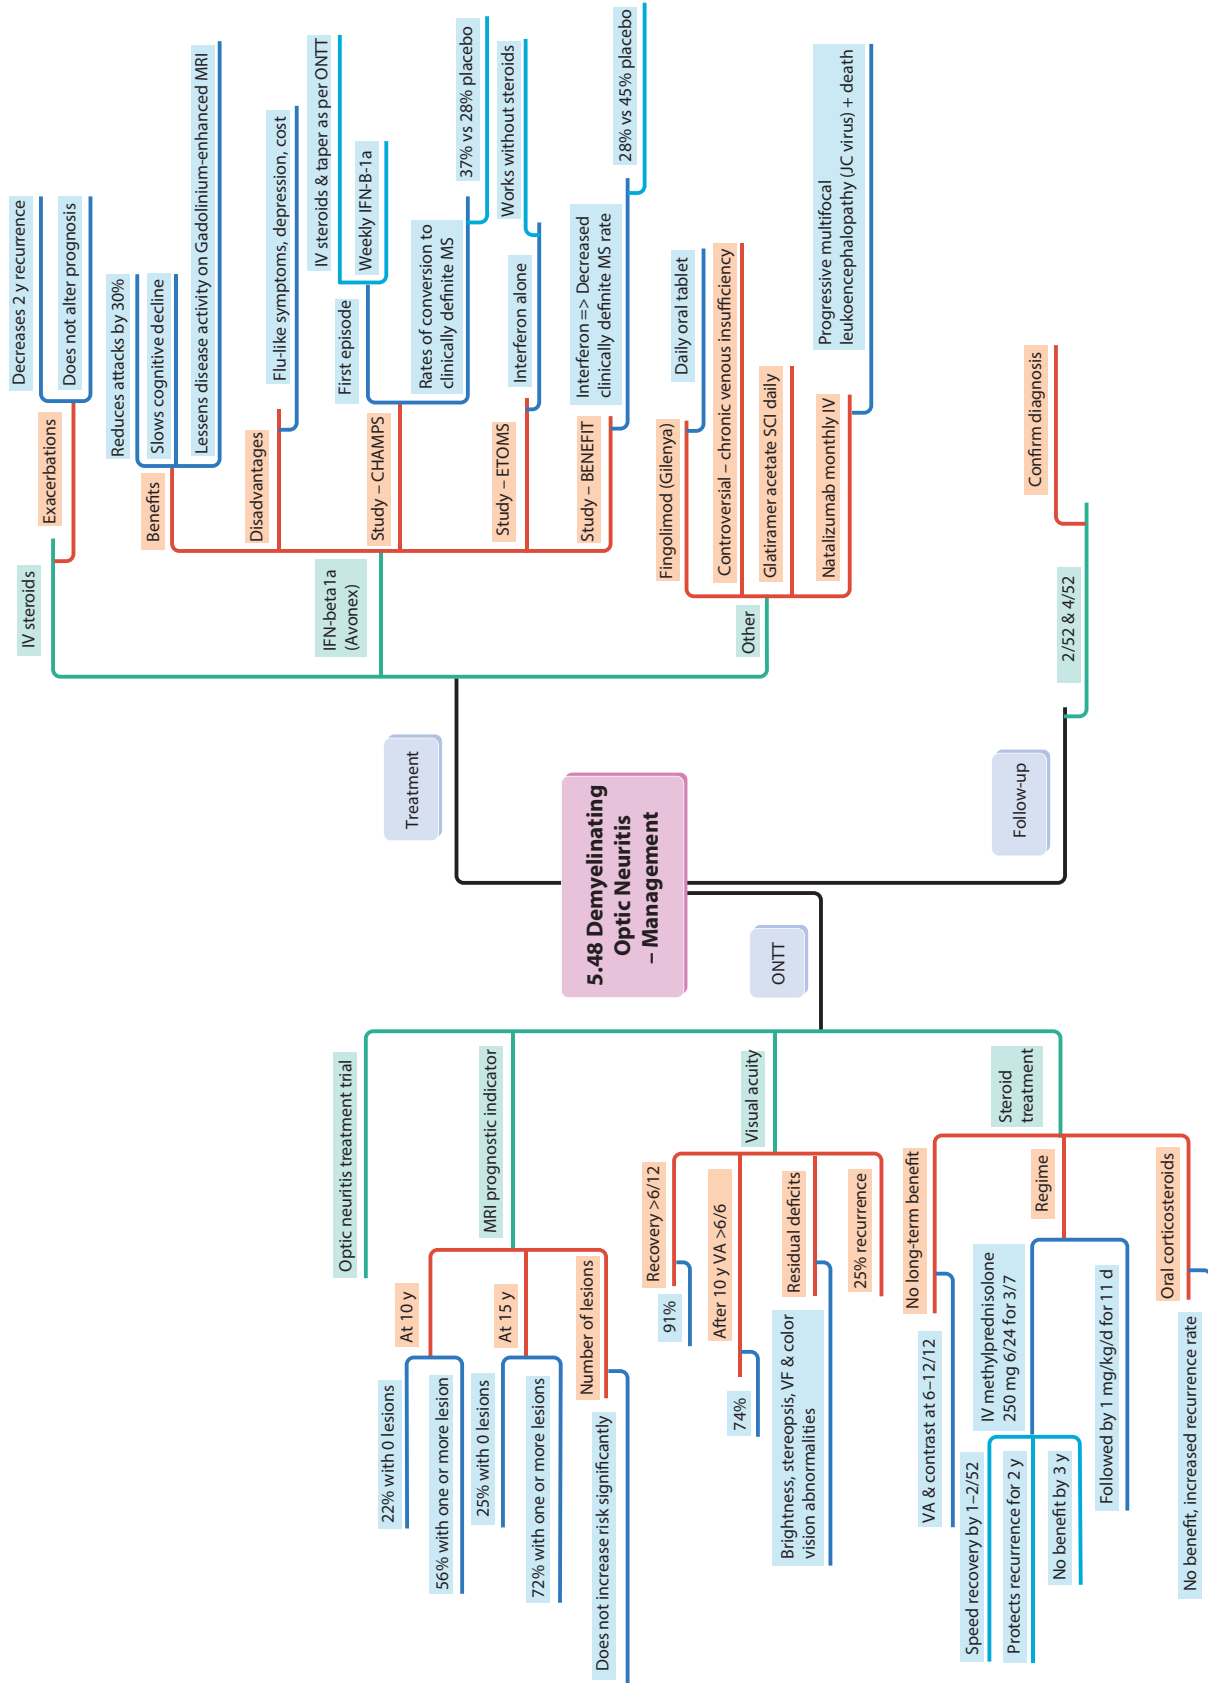 5.48 Demyelinating
Optic Neuritis
– Management
Treatment
IV steroids
Exacerbations
Decreases 2 y recurrence
Does not alter prognosis
IFN-beta1a
(Avonex)
Benefits
Reduces attacks by 30%
Slows cognitive decline
Lessens disease activity on Gadolinium-enhanced MRI
Disadvantages
Flu-like symptoms, depression, cost
Study – CHAMPS
First episode
IV steroids & taper as per ONTT
Weekly IFN-B-1a
Rates of conversion to
clinically definite MS
37% vs 28% placebo
Study – ETOMS
Interferon alone
Works without steroids
Study – BENEFIT
Interferon => Decreased
clinically definite MS rate
28% vs 45% placebo
Other
Fingolimod (Gilenya)
Daily oral tablet
Controversial – chronic venous insufficiency
Glatiramer acetate SCI daily
Natalizumab monthly IV
Progressive multifocal
leukoencephalopathy (JC virus) + death
Follow-up
2/52 & 4/52
Confirm diagnosis
ONTT
Optic neuritis treatment trial
MRI prognostic indicator
At 10 y
22% with 0 lesions
56% with one or more lesion
At 15 y
25% with 0 lesions
72% with one or more lesions
Number of lesions
Does not increase risk significantly
Visual acuity
Recovery >6/12
91%
After 10 y VA >6/6
74%
Residual deficits
Brightness, stereopsis, VF & color
vision abnormalities
25% recurrence
Steroid
treatment
No long-term benefit
VA & contrast at 6–12/12
Regime
IV methylprednisolone
250 mg 6/24 for 3/7
Speed recovery by 1–2/52
Protects recurrence for 2 y
No benefit by 3 y
Followed by 1 mg/kg/d for 11 d
Oral corticosteroids
No benefit, increased recurrence rate